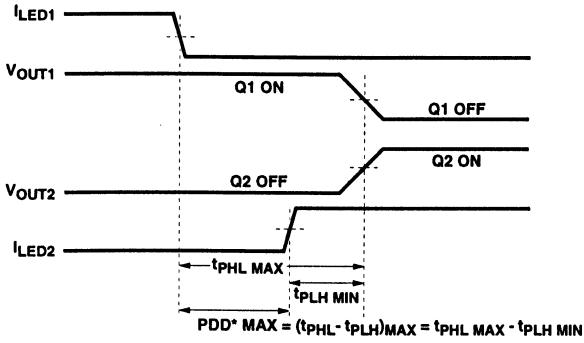 ILED1
VOUT1
Q1 ON
Q1 OFF
Q2 ON
Q2 OFF
VOUT2
ILED2
tPHL MAX
tPLH MIN
PDD* MAX = (tPHL- tPLH)MAX = tPHL MAX - tPLH MIN